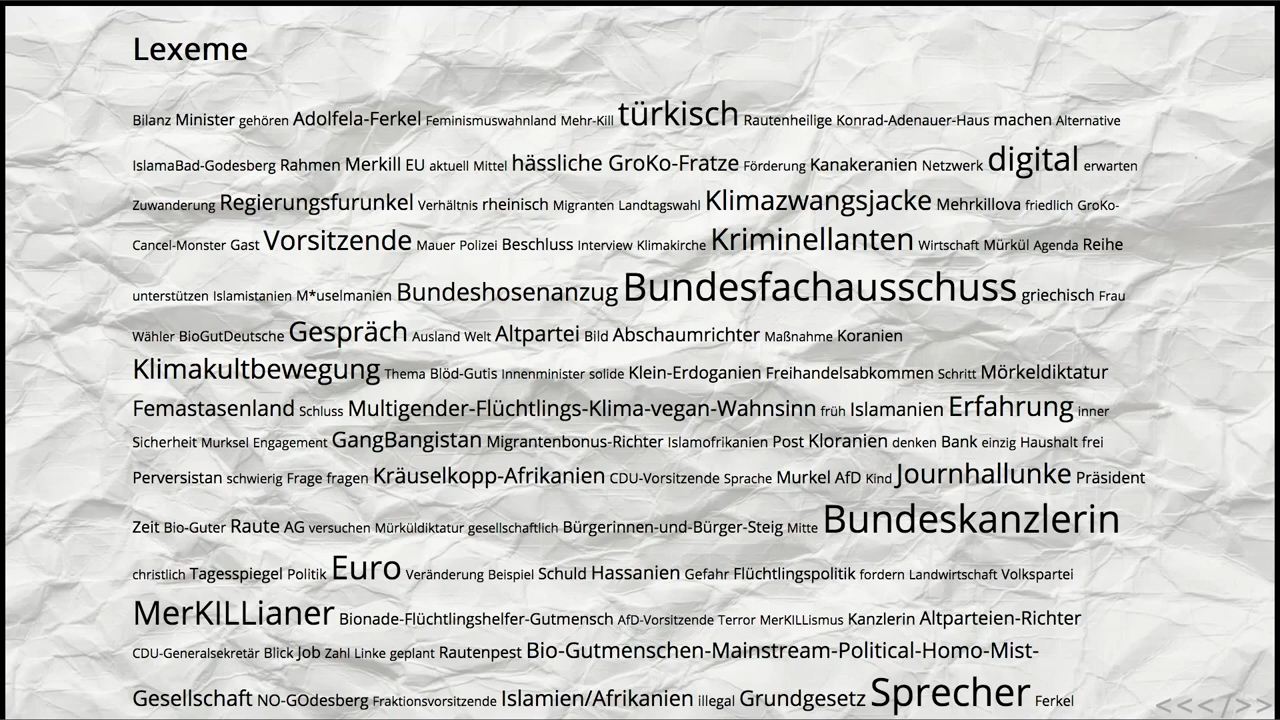 Lexeme
Bilanz Minister gehören Adolfela-Ferkel Feminismuswahnland Mehr-Kill türkisch Rautenheilige Konrad-Adenauer-Haus machen Alternative
IslamaBad-Godesberg Rahmen Merkill EU aktuell Mittel hässliche GroKo-Fratze Förderung Kanakeranien Netzwerk digital erwarten
Zuwanderung Regierungsfurunkel Verhältnis rheinisch Migranten Landtagswahl Klimazwangsjacke Mehrkillova friedlich GroKo-
Cancel-Monster Gast Vorsitzende Mauer Polizei Beschluss Interview Klimakirche Kriminellanten Wirtschaft Mürkül Agenda Reihe
unterstützen Islamistanien M*uselmanien Bundeshosenanzug Bundesfachausschuss griechisch Frau
Wähler BioGutDeutsche Gespräch Ausland Welt Altpartei Bild Abschaumrichter Maßnahme Koranien
Klimakultbewegung Thema Blöd-Gutis Innenminister solide Klein-Erdoganien Freihandelsabkommen Schritt Mörkeldiktatur
Femastasenland Schluss Multigender-Flüchtlings-Klima-vegan-Wahnsinn früh Islamanien Erfahrung inner
Sicherheit Murksel Engagement GangBangistan Migrantenbonus-Richter Islamofrikanien Post Kloranien denken Bank einzig Haushalt frei
Perversistan schwierig Frage fragen Kräuselkopp-Afrikanien CDU-Vorsitzende Sprache Murkel AfD Kind Journhallunke Präsident
Zeit Bio-Guter Raute AG versuchen Mürküldiktatur gesellschaftlich Bürgerinnen-und-Bürger-Steig Mitte Bundeskanzlerin
christlich Tagesspiegel Politik Euro Veränderung Beispiel Schuld Hassanien Gefahr Flüchtlingspolitik fordern Landwirtschaft Volkspartei
MerKILLianer Bionade-Flüchtlingshelfer-Gutmensch AfD-Vorsitzende Terror MerKILLismus Kanzlerin Altparteien-Richter
CDU-Generalsekretär Blick Job Zahl Linke geplant Rautenpest Bio-Gutmenschen-Mainstream-Political-Homo-Mist-
Gesellschaft NO-GOdesberg Fraktionsvorsitzende Islamien/Afrikanien illegal Grundgesetz Sprecher Ferkel
<<</>>